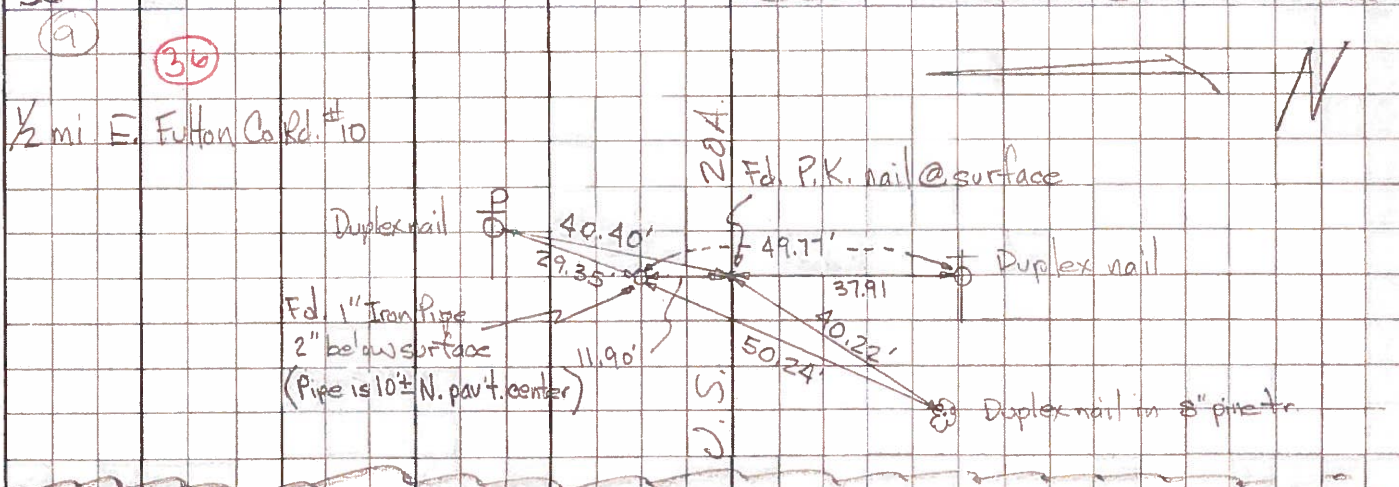 9
36
N
1/2 mi E. Fulton Co Rd. #10
U.S. 20A.
Fd. P.K. nail @ surface
Duplex nail
P
40.40'
49.77'
29.35'
Duplex nail
37.91
Fd. 1" Iron Pipe
2" below surface
(Pipe is 10'± N. pav't. center)
11.90'
40.22'
50.24'
Duplex nail in 8" pine tr.